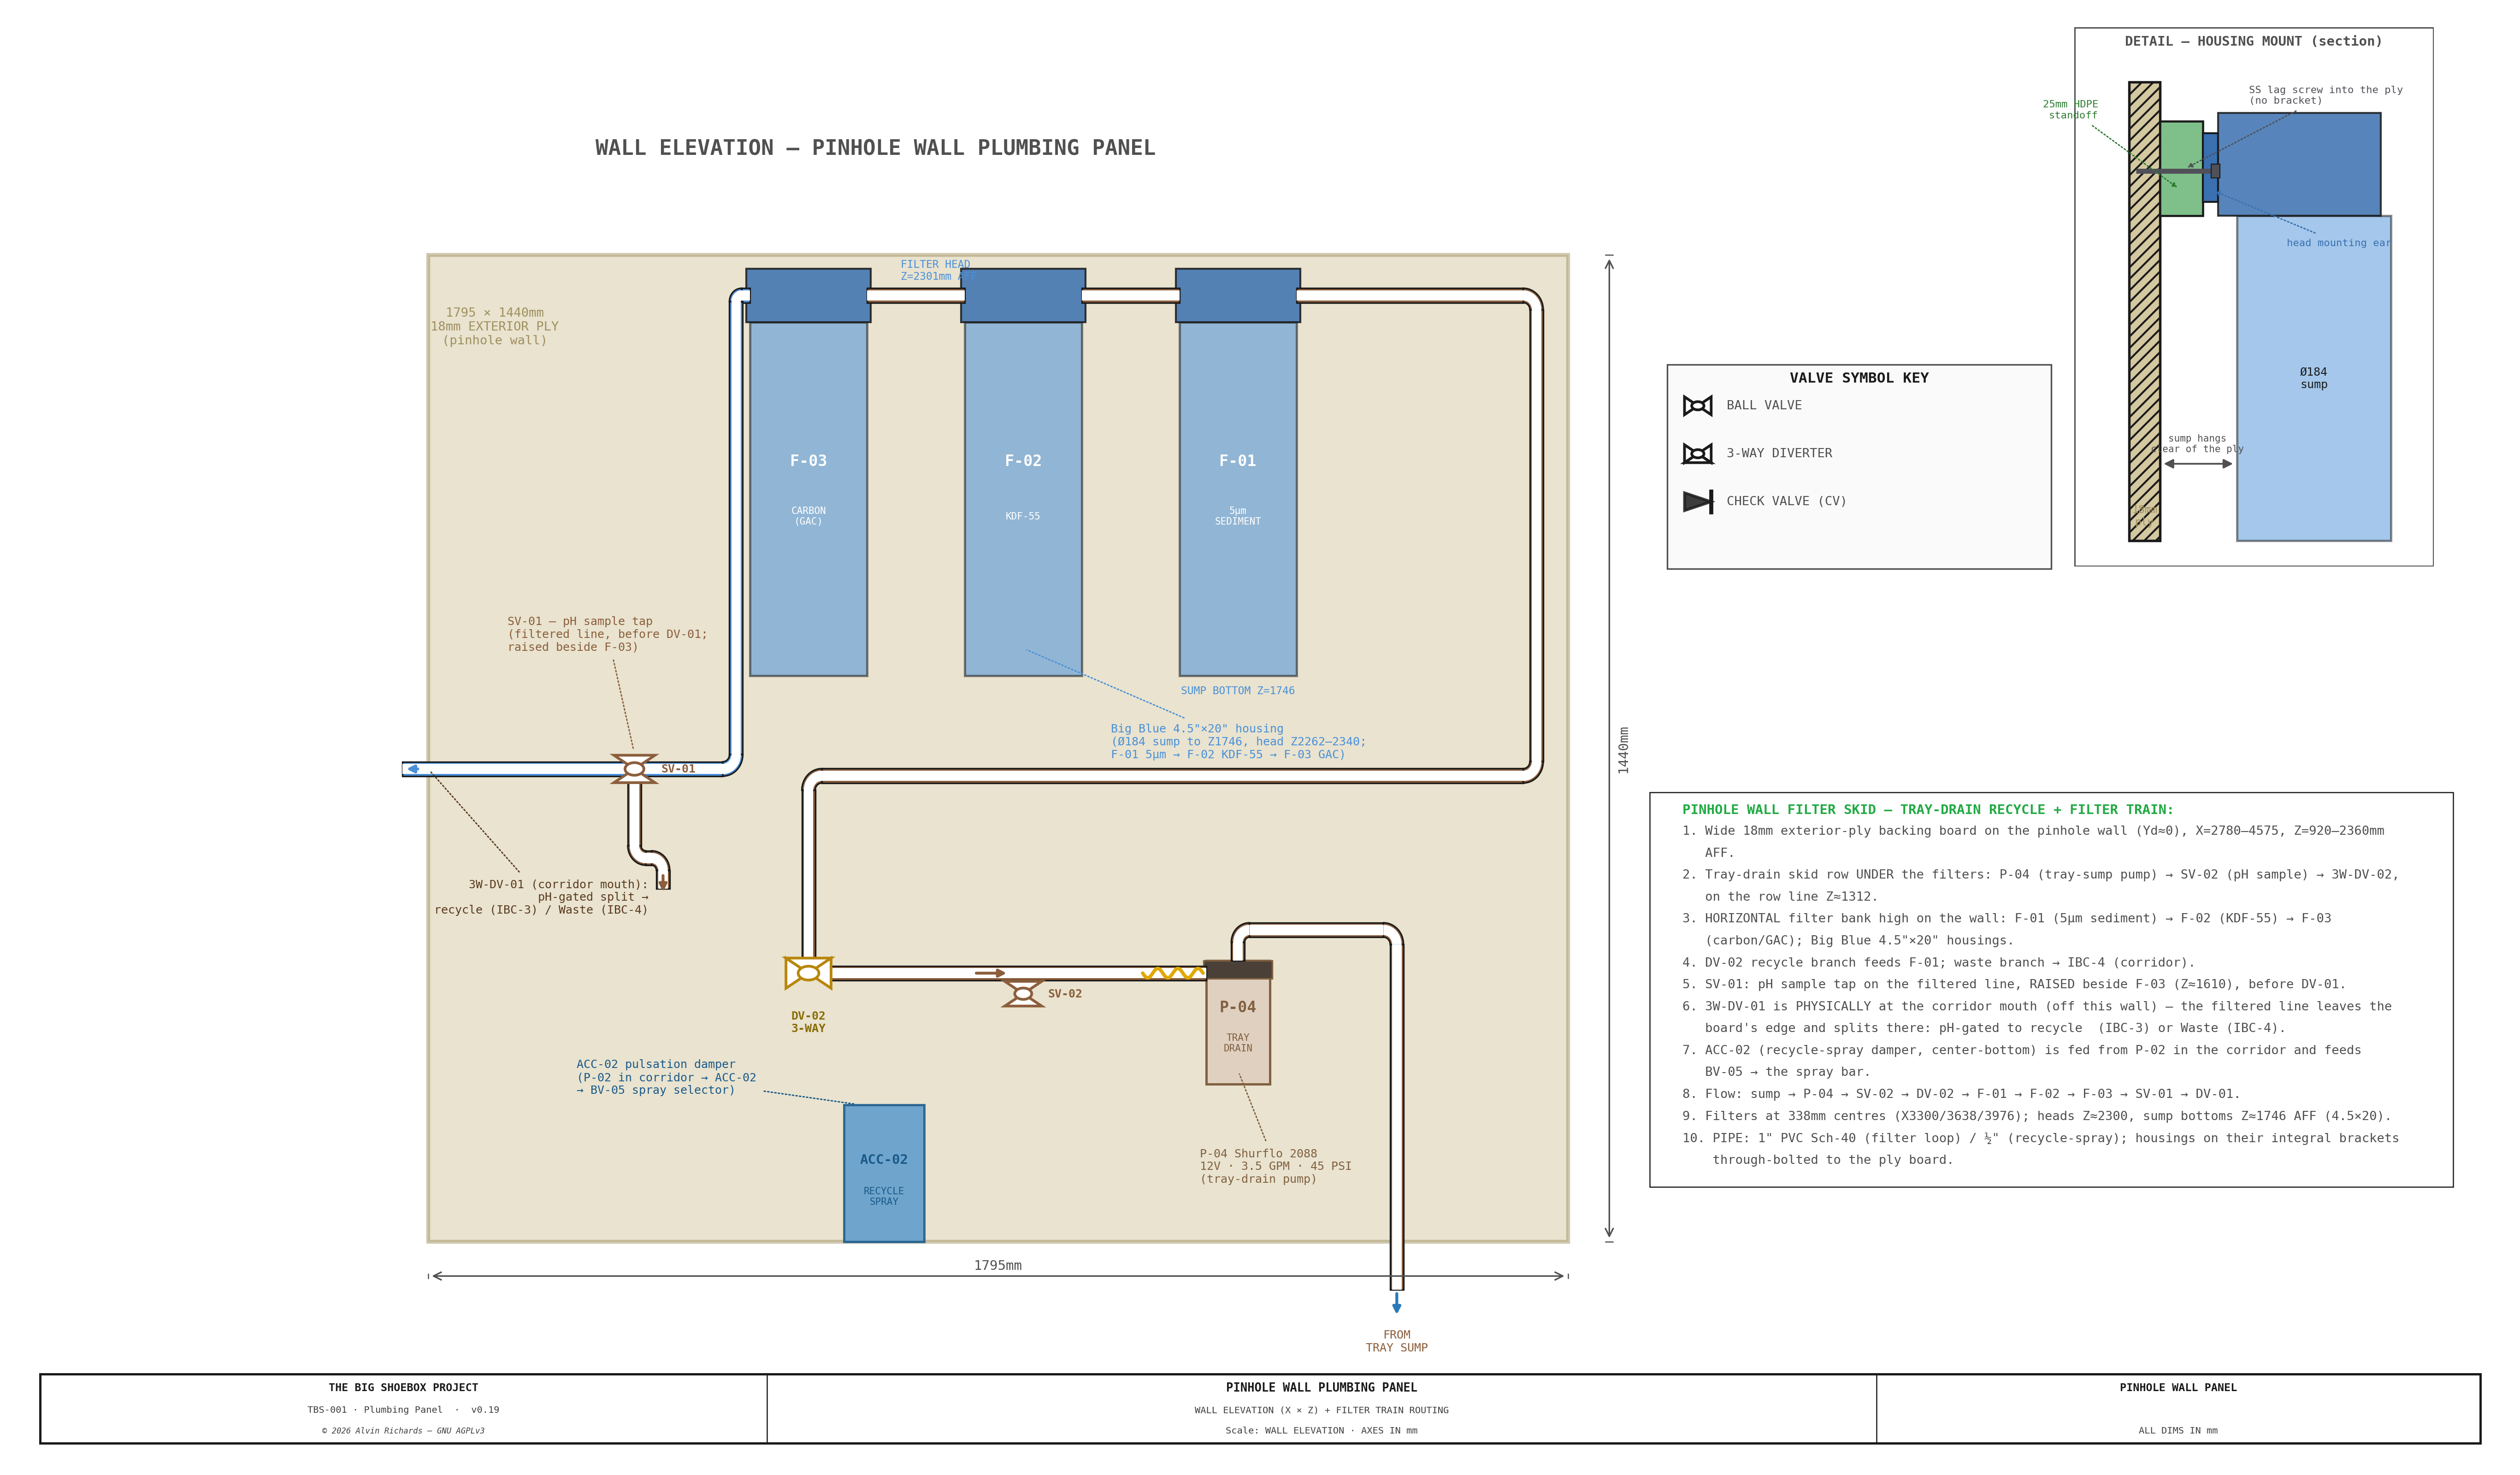 DETAIL — HOUSING MOUNT (section)
25mm HDPE
standoff
SS lag screw into the ply
(no bracket)
head mounting ear
Ø184
sump
sump hangs
clear of the ply
WALL ELEVATION — PINHOLE WALL PLUMBING PANEL
FILTER HEAD
Z=2301mm
1795 × 1440mm
18mm EXTERIOR PLY
(pinhole wall)
F-03
CARBON
(GAC)
F-02
KDF-55
F-01
5µm
SEDIMENT
SUMP BOTTOM Z=1746
Big Blue 4.5"×20" housing
(Ø184 sump to Z1746, head Z2262–2340;
F-01 5µm → F-02 KDF-55 → F-03 GAC)
SV-01 — pH sample tap
(filtered line, before DV-01;
raised beside F-03)
SV-01
3W-DV-01 (corridor mouth):
pH-gated split →
recycle (IBC-3) / Waste (IBC-4)
DV-02
3-WAY
SV-02
P-04
TRAY
DRAIN
ACC-02 pulsation damper
(P-02 in corridor → ACC-02
→ BV-05 spray selector)
ACC-02
RECYCLE
SPRAY
P-04 Shurflo 2088
12V · 3.5 GPM · 45 PSI
(tray-drain pump)
1795mm
1440mm
FROM
TRAY SUMP
VALVE SYMBOL KEY
BALL VALVE
3-WAY DIVERTER
CHECK VALVE (CV)
PINHOLE WALL FILTER SKID — TRAY-DRAIN RECYCLE + FILTER TRAIN:
1. Wide 18mm exterior-ply backing board on the pinhole wall (Yd≈0), X=2780–4575, Z=920–2360mm
AFF.
2. Tray-drain skid row UNDER the filters: P-04 (tray-sump pump) → SV-02 (pH sample) → 3W-DV-02,
on the row line Z≈1312.
3. HORIZONTAL filter bank high on the wall: F-01 (5µm sediment) → F-02 (KDF-55) → F-03
(carbon/GAC); Big Blue 4.5"×20" housings.
4. DV-02 recycle branch feeds F-01; waste branch → IBC-4 (corridor).
5. SV-01: pH sample tap on the filtered line, RAISED beside F-03 (Z≈1610), before DV-01.
6. 3W-DV-01 is PHYSICALLY at the corridor mouth (off this wall) — the filtered line leaves the
board's edge and splits there: pH-gated to recycle (IBC-3) or Waste (IBC-4).
7. ACC-02 (recycle-spray damper, center-bottom) is fed from P-02 in the corridor and feeds
BV-05 → the spray bar.
8. Flow: sump → P-04 → SV-02 → DV-02 → F-01 → F-02 → F-03 → SV-01 → DV-01.
9. Filters at 338mm centres (X3300/3638/3976); heads Z≈2300, sump bottoms Z≈1746 AFF (4.5×20).
10. PIPE: 1" PVC Sch-40 (filter loop) / ½" (recycle-spray); housings on their integral brackets
through-bolted to the ply board.
THE BIG SHOEBOX PROJECT
TBS-001 · Plumbing Panel · v0.19
© 2026 Alvin Richards — GNU AGPLv3
PINHOLE WALL PLUMBING PANEL
WALL ELEVATION (X × Z) + FILTER TRAIN ROUTING
Scale: WALL ELEVATION · AXES IN mm
PINHOLE WALL PANEL
ALL DIMS IN mm